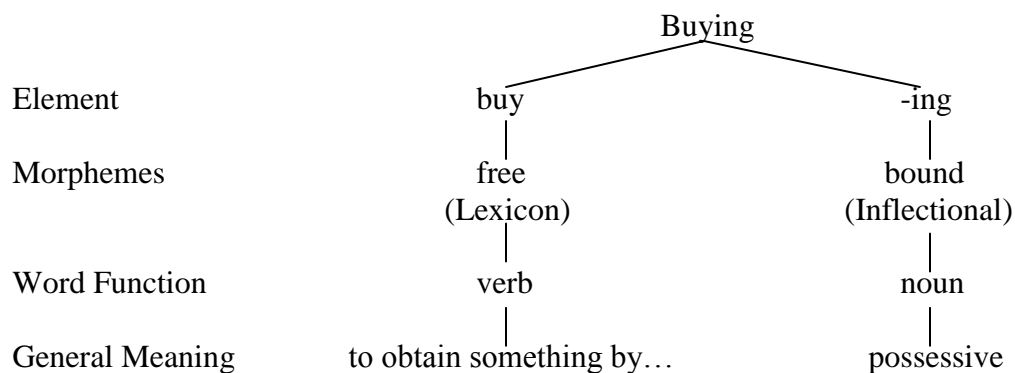 Buying
Element buy -ing
Morphemes free bound
(Lexicon) (Inflectional)
Word Function verb noun
General Meaning to obtain something by… possessive